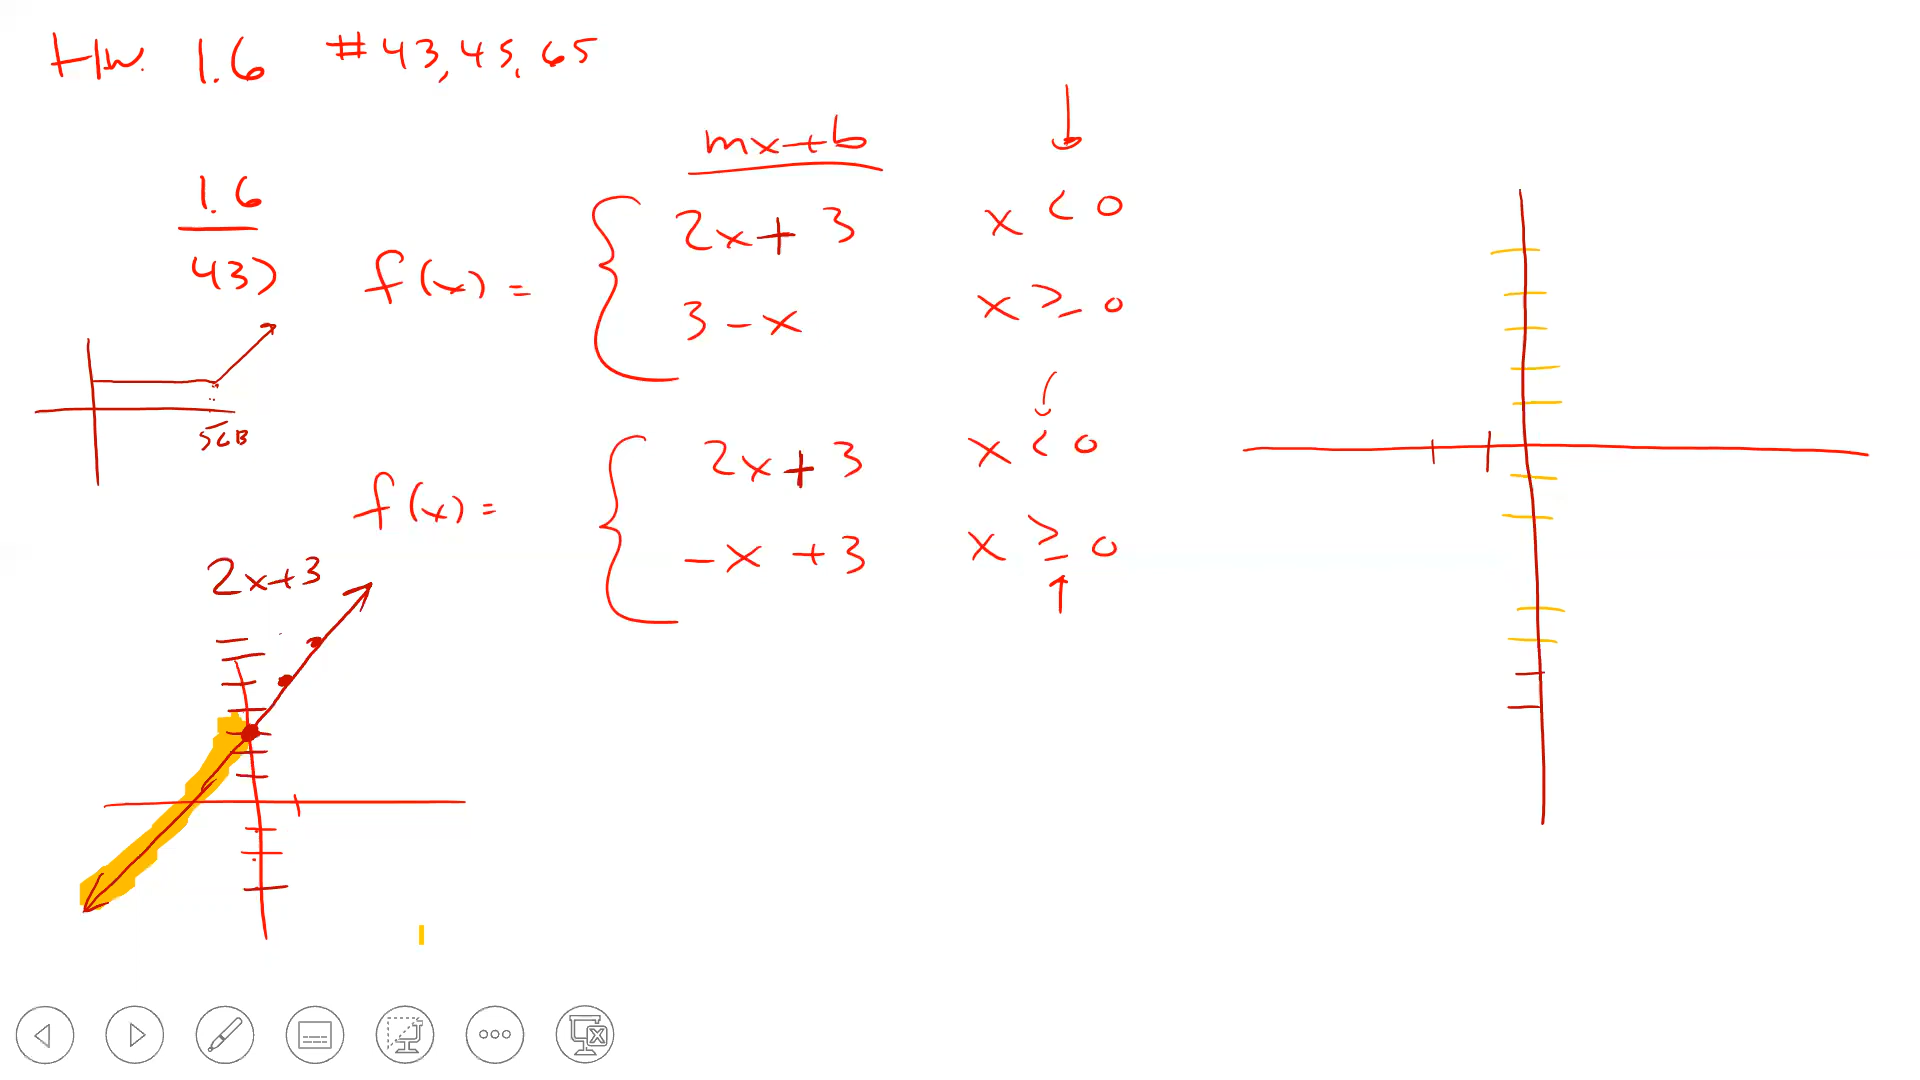 Hw. 1.6 # 43, 45, 65
mx+b
1.6
43)
f(x) = { 2x+3 x < 0
3-x x ≥ 0
5GB
f(x) = { 2x+3 x < 0
-x+3 x ≥ 0
2x+3